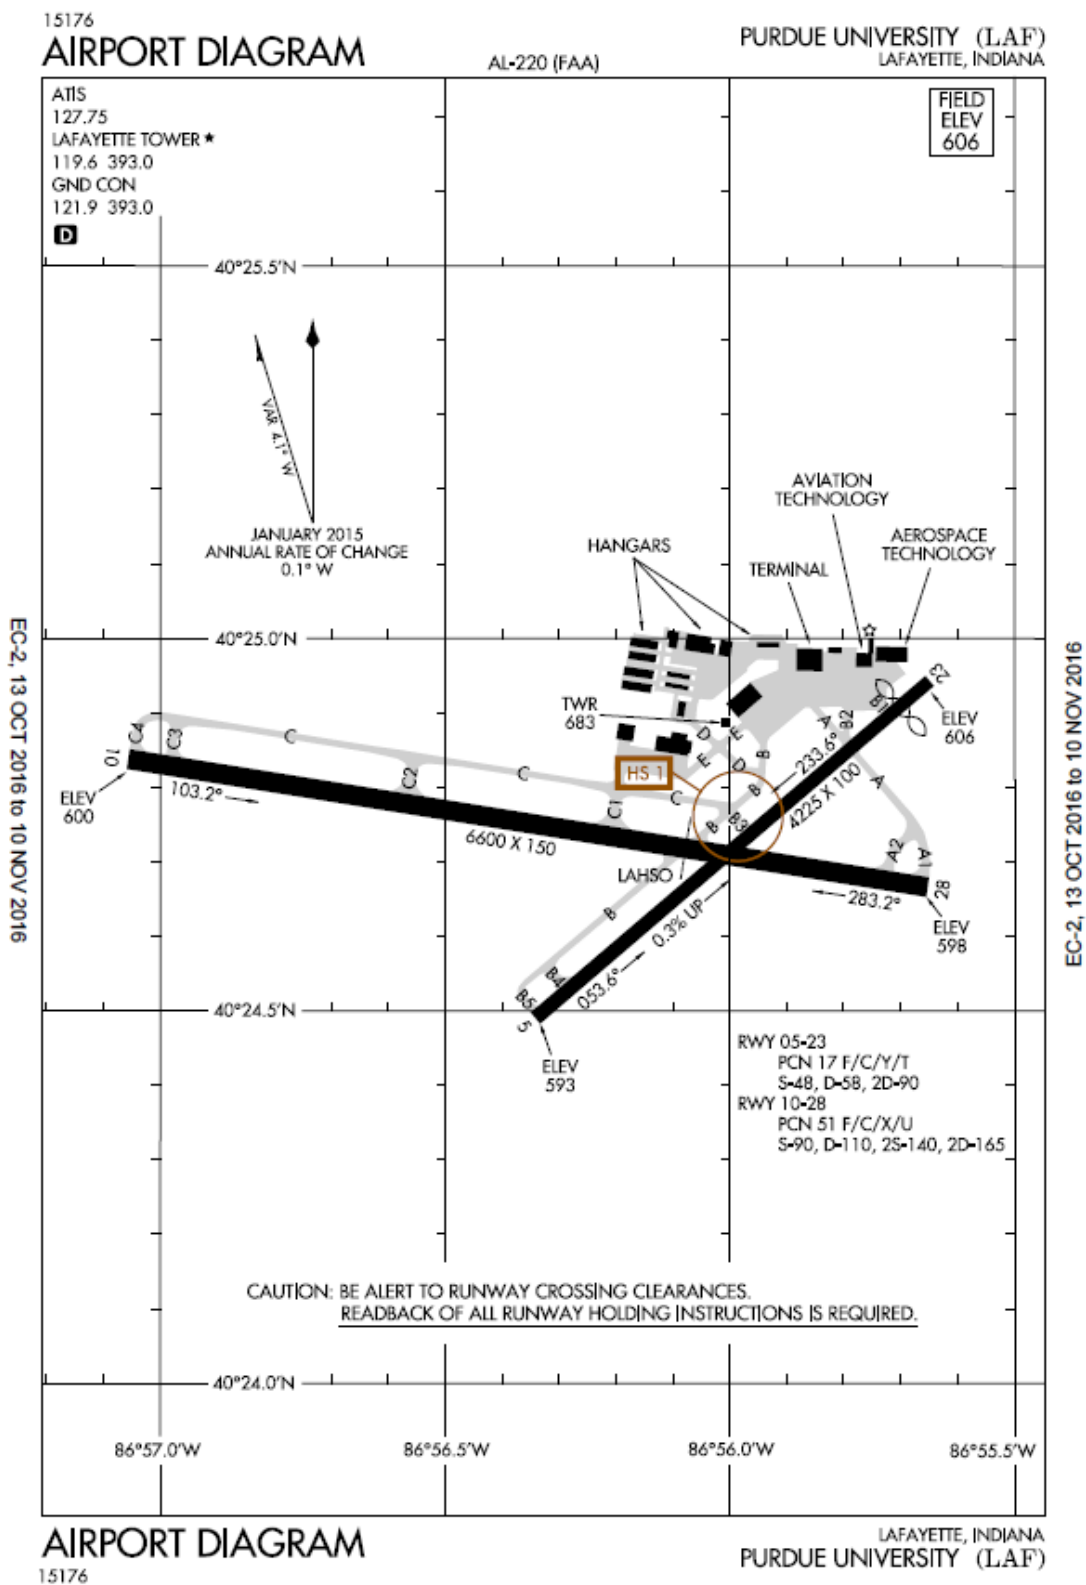 15176
AIRPORT DIAGRAM
AL-220 (FAA)
PURDUE UNIVERSITY (LAF)
LAFAYETTE, INDIANA
ATIS
127.75
LAFAYETTE TOWER ★
119.6 393.0
GND CON
121.9 393.0
D
FIELD
ELEV
606
40°25.5'N
VAR 4.1° W
JANUARY 2015
ANNUAL RATE OF CHANGE
0.1° W
AVIATION
TECHNOLOGY
HANGARS
TERMINAL
AEROSPACE
TECHNOLOGY
40°25.0'N
EC-2, 13 OCT 2016 to 10 NOV 2016
EC-2, 13 OCT 2016 to 10 NOV 2016
23
ELEV
606
TWR
683
B1
A
B2
D
E
E
D
B
C4
C3
C
10
ELEV
600
103.2°
C2
C
HS 1
C
C1
B
B
B3
233.6°
4225 X 100
A
A2
A1
6600 X 150
LAHSO
283.2°
28
ELEV
598
B
0.3% UP
053.6°
B4
B5
5
40°24.5'N
ELEV
593
RWY 05-23
PCN 17 F/C/Y/T
S-48, D-58, 2D-90
RWY 10-28
PCN 51 F/C/X/U
S-90, D-110, 2S-140, 2D-165
CAUTION: BE ALERT TO RUNWAY CROSSING CLEARANCES.
READBACK OF ALL RUNWAY HOLDING INSTRUCTIONS IS REQUIRED.
40°24.0'N
86°57.0'W
86°56.5'W
86°56.0'W
86°55.5'W
AIRPORT DIAGRAM
15176
LAFAYETTE, INDIANA
PURDUE UNIVERSITY (LAF)